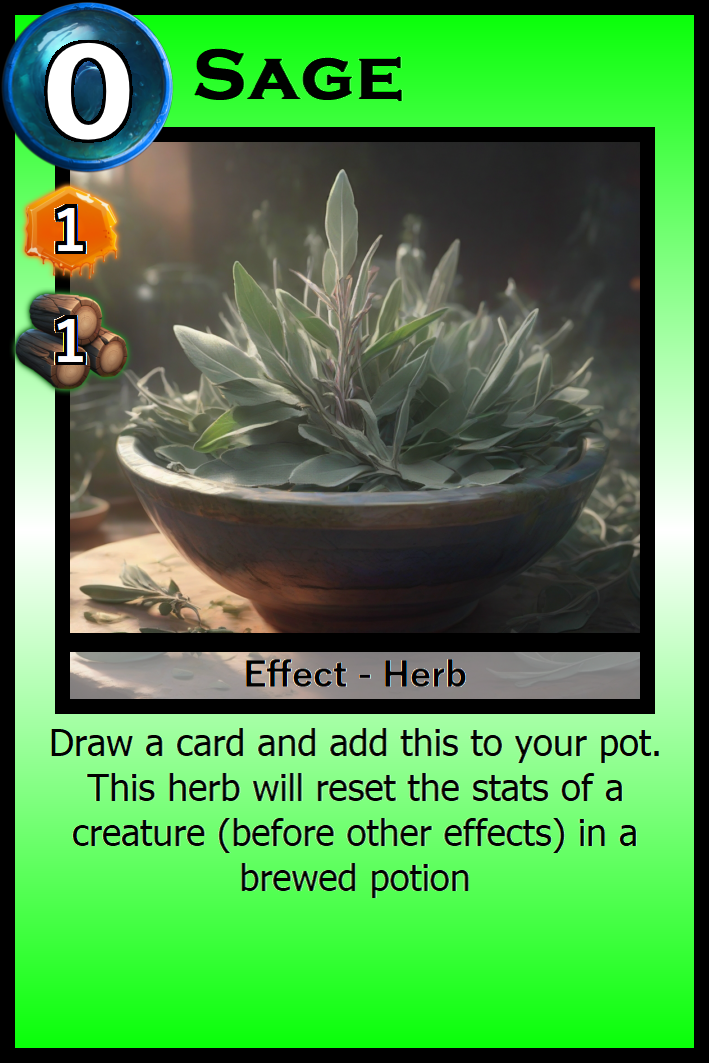 0
Sage
1
1
Effect - Herb
Draw a card and add this to your pot.
This herb will reset the stats of a
creature (before other effects) in a
brewed potion